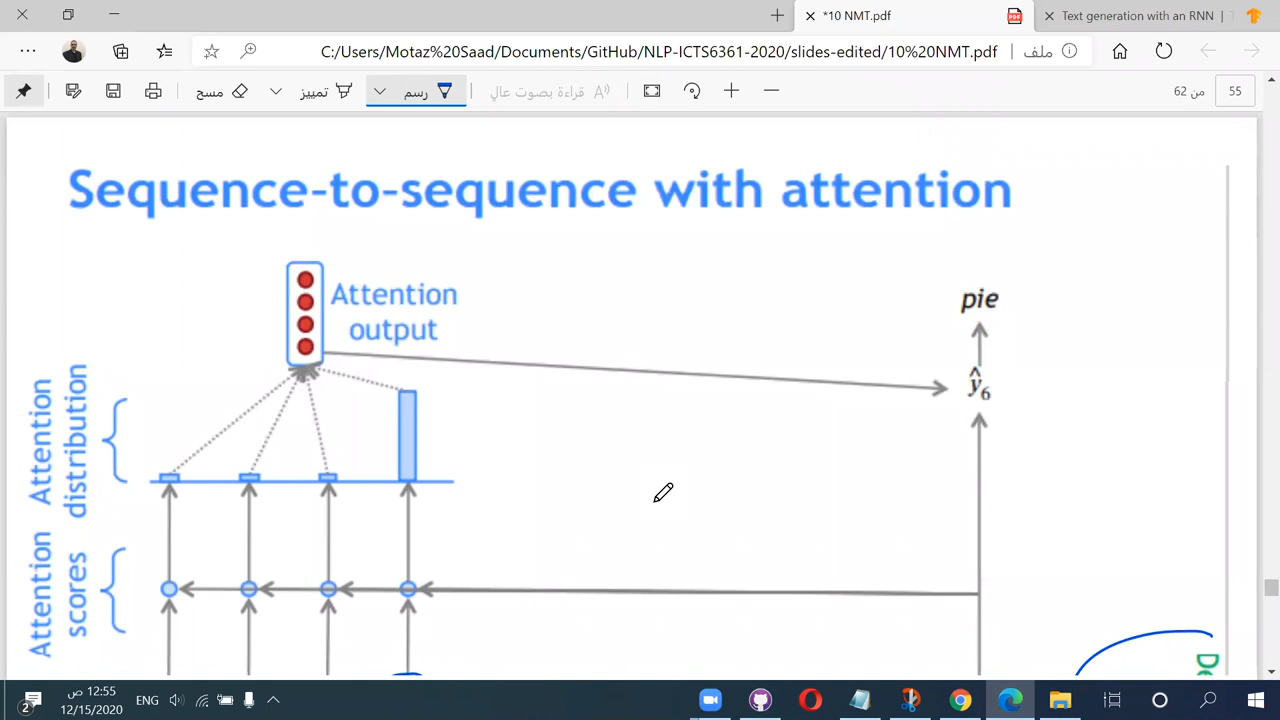 *10 NMT.pdf
Text generation with an RNN | T
C:/Users/Motaz%20Saad/Documents/GitHub/NLP-ICTS6361-2020/slides-edited/10%20NMT.pdf
ملف
مسح
تمييز
رسم
قراءة بصوت عالٍ
من 62
55
Sequence-to-sequence with attention
Attention output
pie
ŷ6
Attention distribution
Attention scores
12:55 ص
12/15/2020
ENG
2